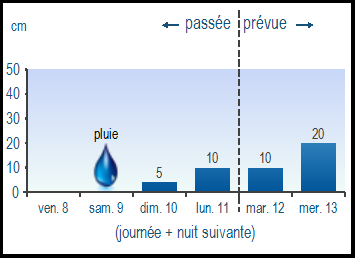 ← passée prévue →
cm
50
40
30
20
10
0
pluie
5
10
10
20
ven. 8 sam. 9 dim. 10 lun. 11 mar. 12 mer. 13
(journée + nuit suivante)